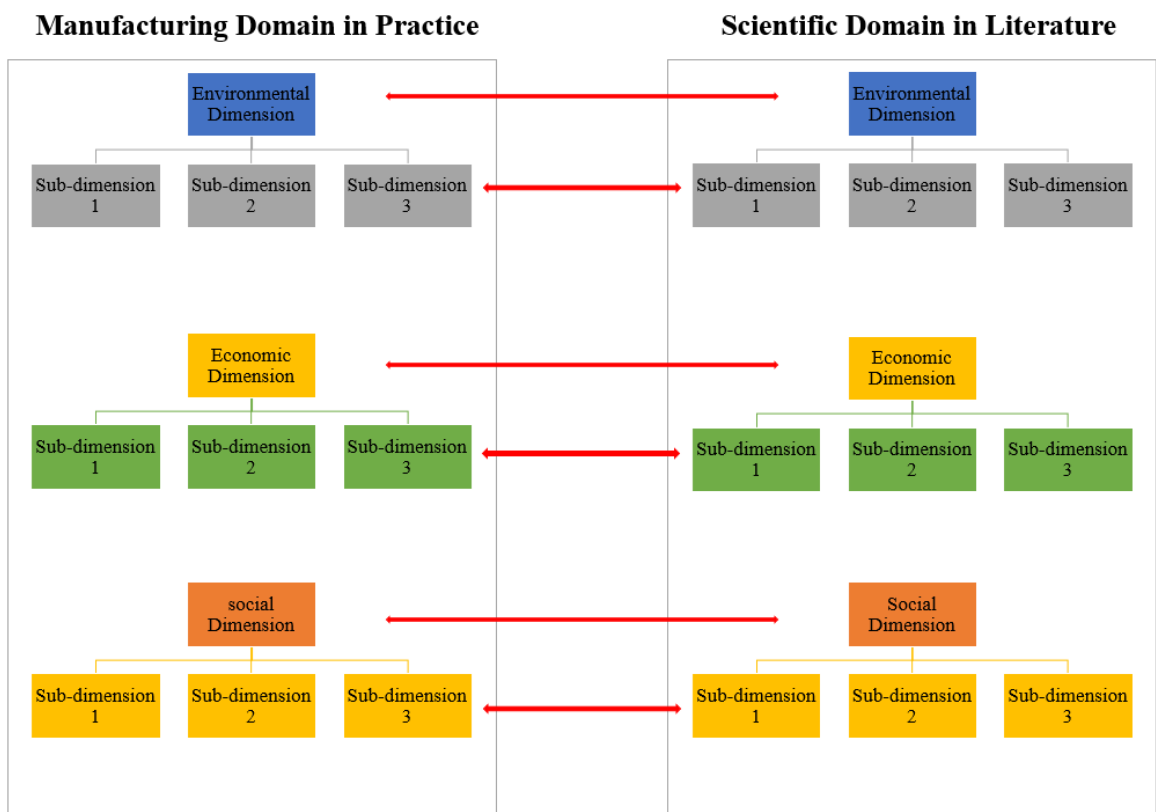 Manufacturing Domain in Practice
Scientific Domain in Literature
Environmental
Dimension
Environmental
Dimension
Sub-dimension
1
Sub-dimension
2
Sub-dimension
3
Sub-dimension
1
Sub-dimension
2
Sub-dimension
3
Economic
Dimension
Economic
Dimension
Sub-dimension
1
Sub-dimension
2
Sub-dimension
3
Sub-dimension
1
Sub-dimension
2
Sub-dimension
3
social
Dimension
Social
Dimension
Sub-dimension
1
Sub-dimension
2
Sub-dimension
3
Sub-dimension
1
Sub-dimension
2
Sub-dimension
3